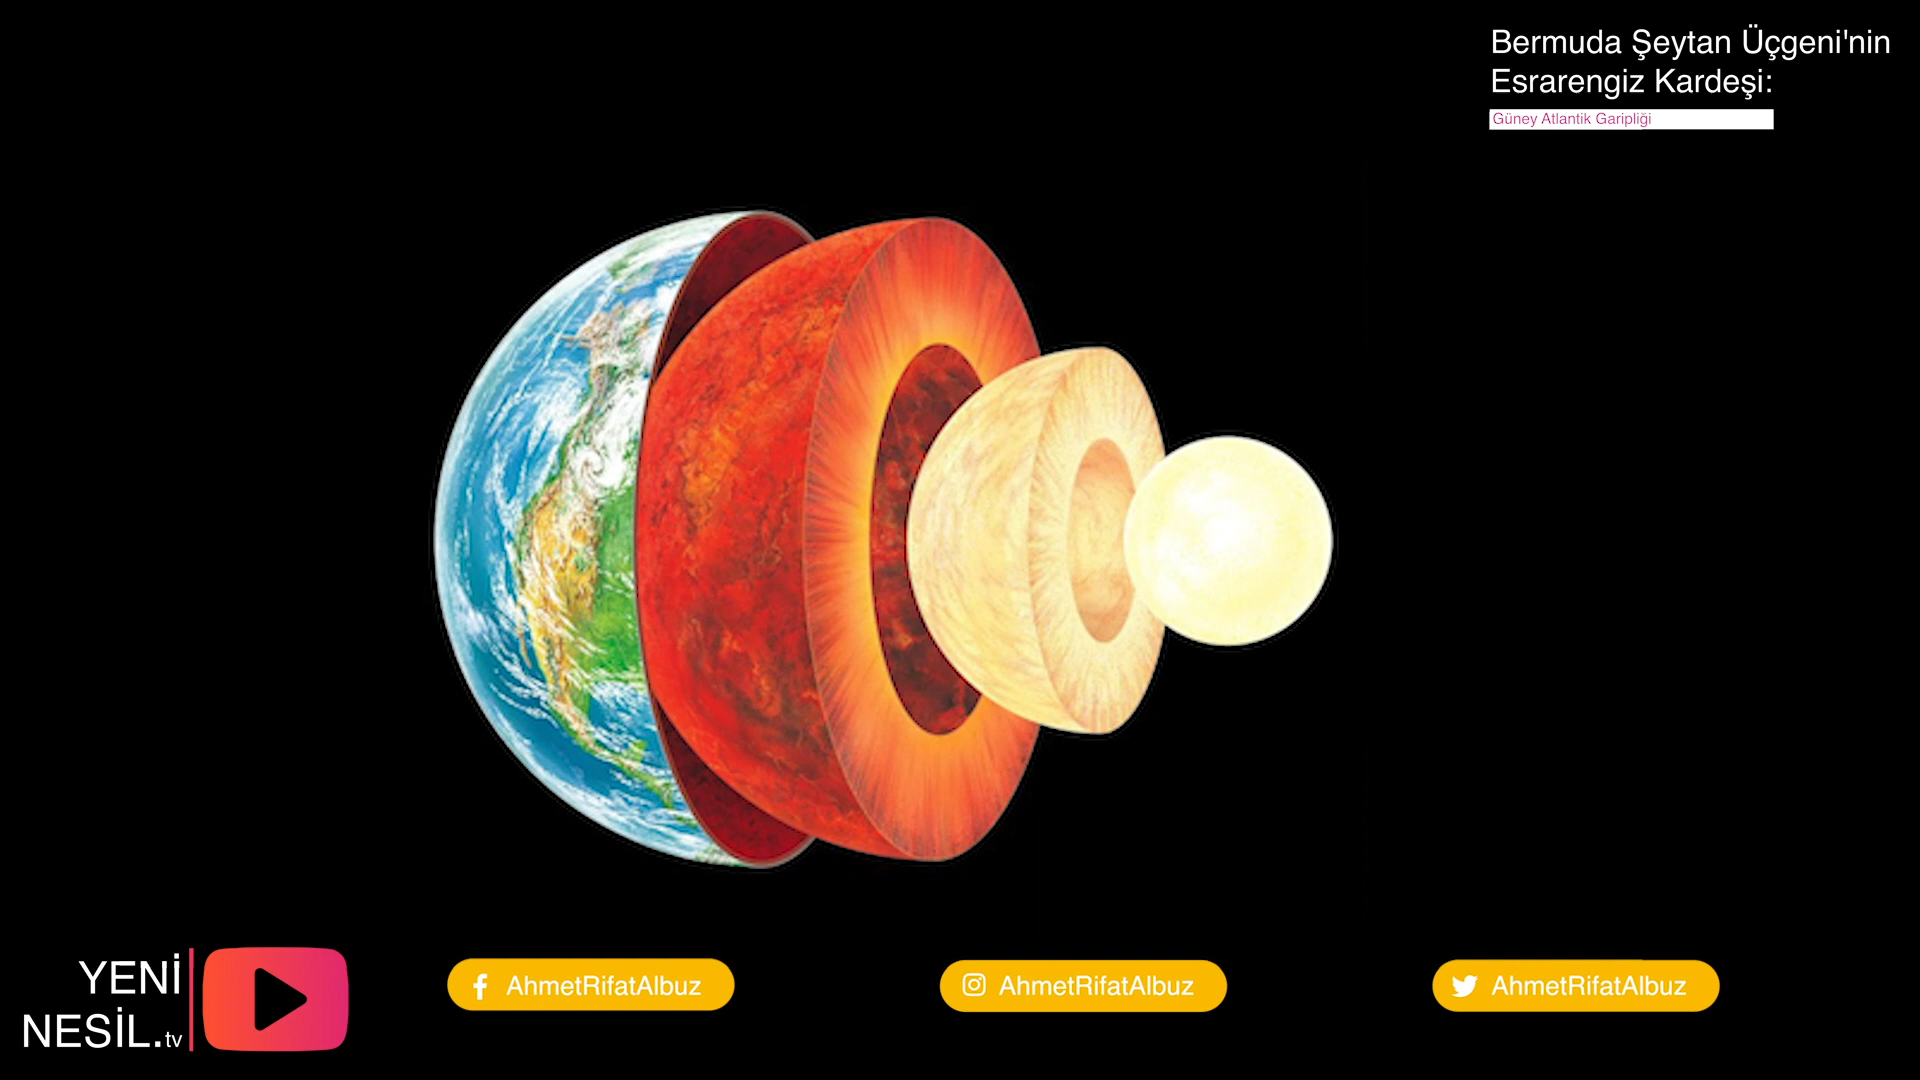 Bermuda Şeytan Üçgeni'nin
Esrarengiz Kardeşi:
Güney Atlantik Garipliği
YENİ
NESİL.tv
AhmetRifatAlbuz
AhmetRifatAlbuz
AhmetRifatAlbuz